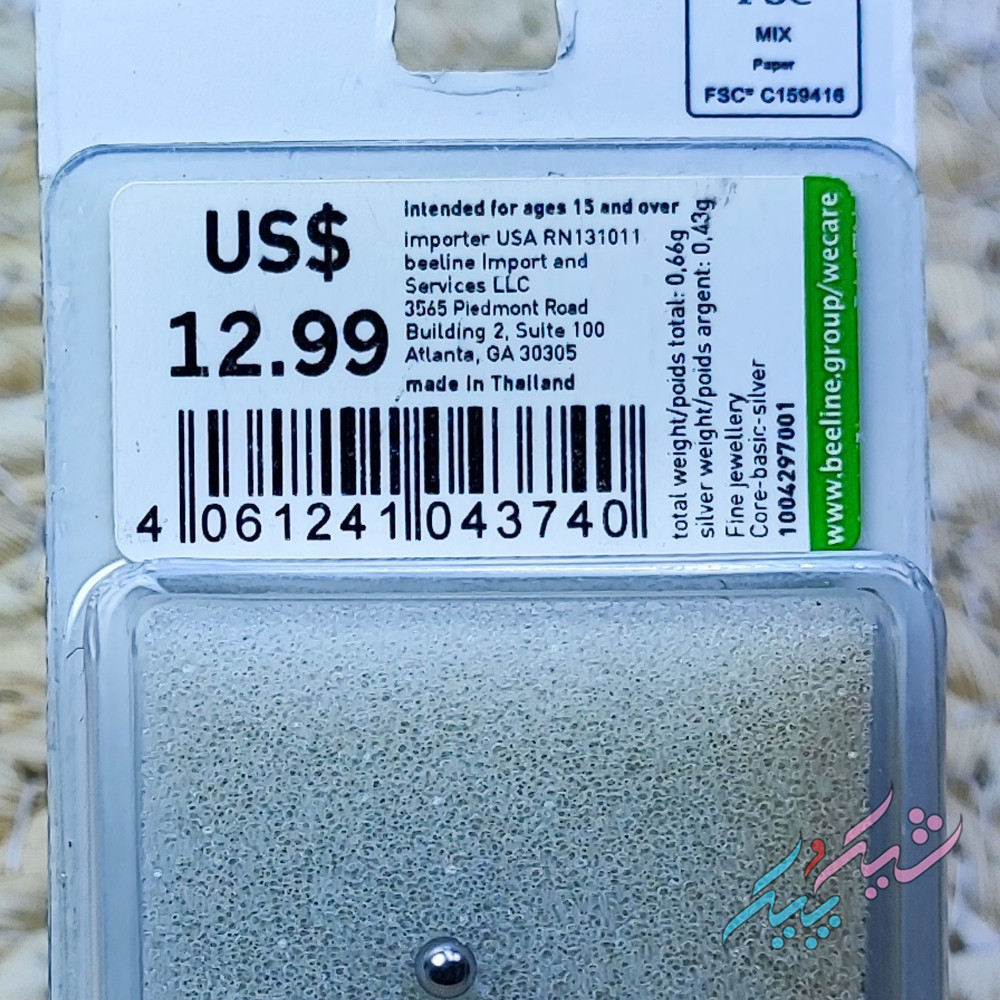 FSC
MIX
Paper
FSC® C159416
US$
12.99
Intended for ages 15 and over
importer USA RN131011
beeline Import and
Services LLC
3565 Piedmont Road
Building 2, Suite 100
Atlanta, GA 30305
made in Thailand
4 061241 043740
total weight/poids total: 0,66g
silver weight/poids argent: 0,43g
Fine jewellery
Core-basic-silver
1004297001
www.beeline.group/wecare
شیک و پیک